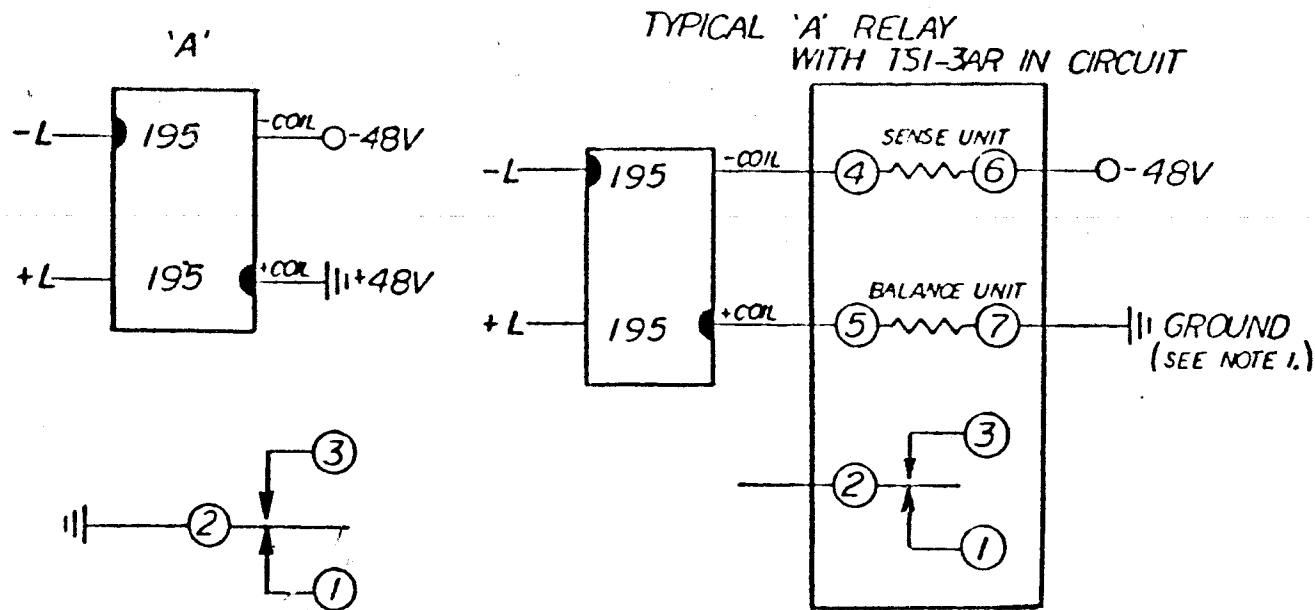 TYPICAL 'A' RELAY
WITH TSI-3AR IN CIRCUIT
'A'
-L 195 -COIL -48V
+L 195 +COIL +48V
3
2
1
SENSE UNIT
-L 195 -COIL 4 6 -48V
BALANCE UNIT
+L 195 +COIL 5 7 GROUND
(SEE NOTE 1.)
3
2
1